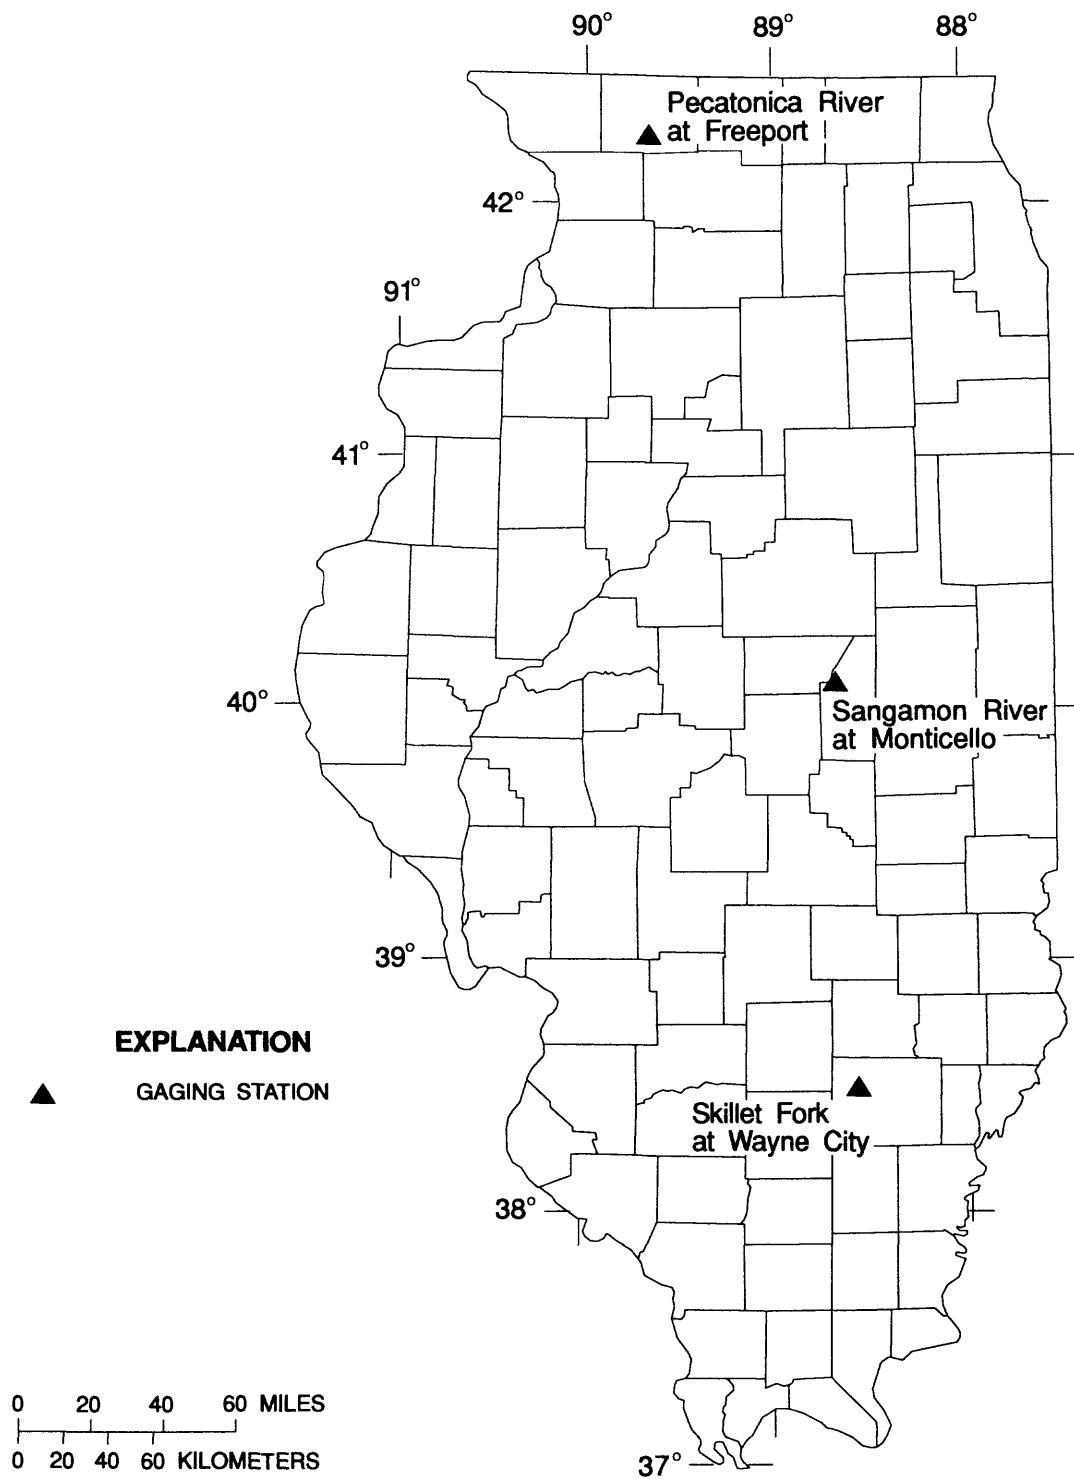 90° 89° 88°
Pecatonica River
at Freeport
42°
91°
41°
40°
Sangamon River
at Monticello
39°
EXPLANATION
GAGING STATION
Skillet Fork
at Wayne City
38°
0 20 40 60 MILES
0 20 40 60 KILOMETERS
37°